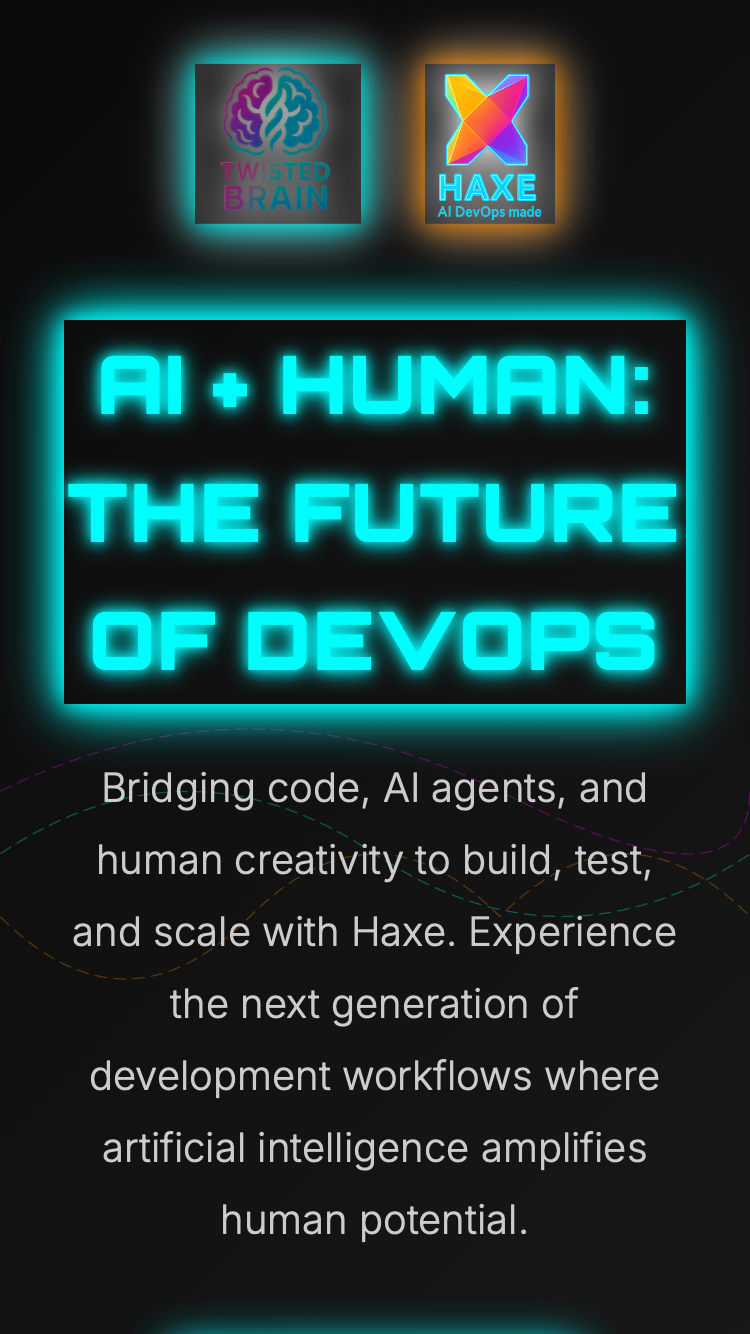 TWISTED
BRAIN
HAXE
AI DevOps made
AI + HUMAN:
THE FUTURE
OF DEVOPS
Bridging code, AI agents, and
human creativity to build, test,
and scale with Haxe. Experience
the next generation of
development workflows where
artificial intelligence amplifies
human potential.